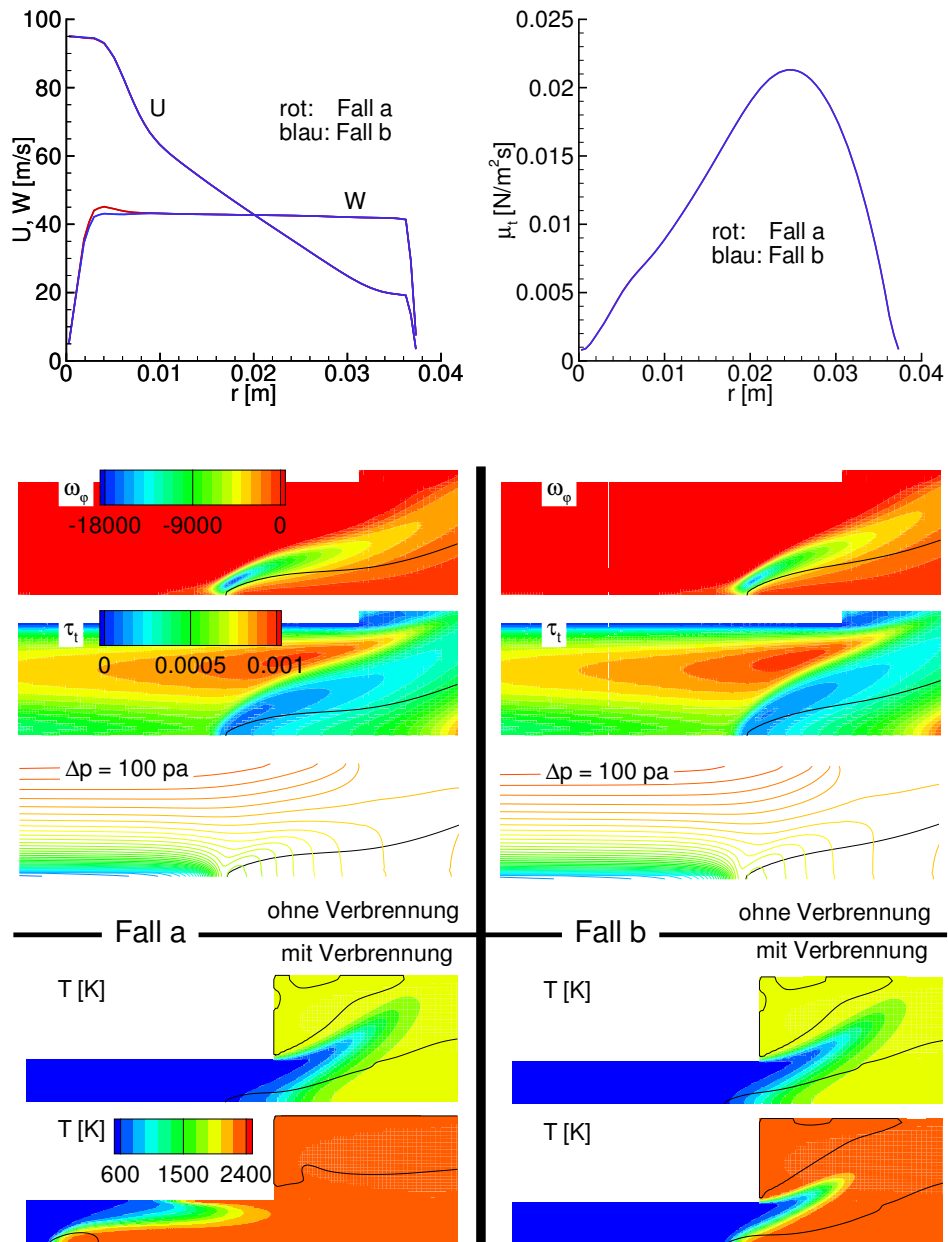 100
80
60
40
20
0
U, W [m/s]
U
W
rot: Fall a
blau: Fall b
0 0.01 0.02 0.03 0.04
r [m]
0.025
0.02
0.015
0.01
0.005
0
μt [N/m²s]
rot: Fall a
blau: Fall b
0 0.01 0.02 0.03 0.04
r [m]
ωφ
-18000 -9000 0
ωφ
τt
0 0.0005 0.001
τt
Δp = 100 pa
Δp = 100 pa
ohne Verbrennung
ohne Verbrennung
Fall a
Fall b
mit Verbrennung
mit Verbrennung
T [K]
T [K]
T [K]
600 1500 2400
T [K]